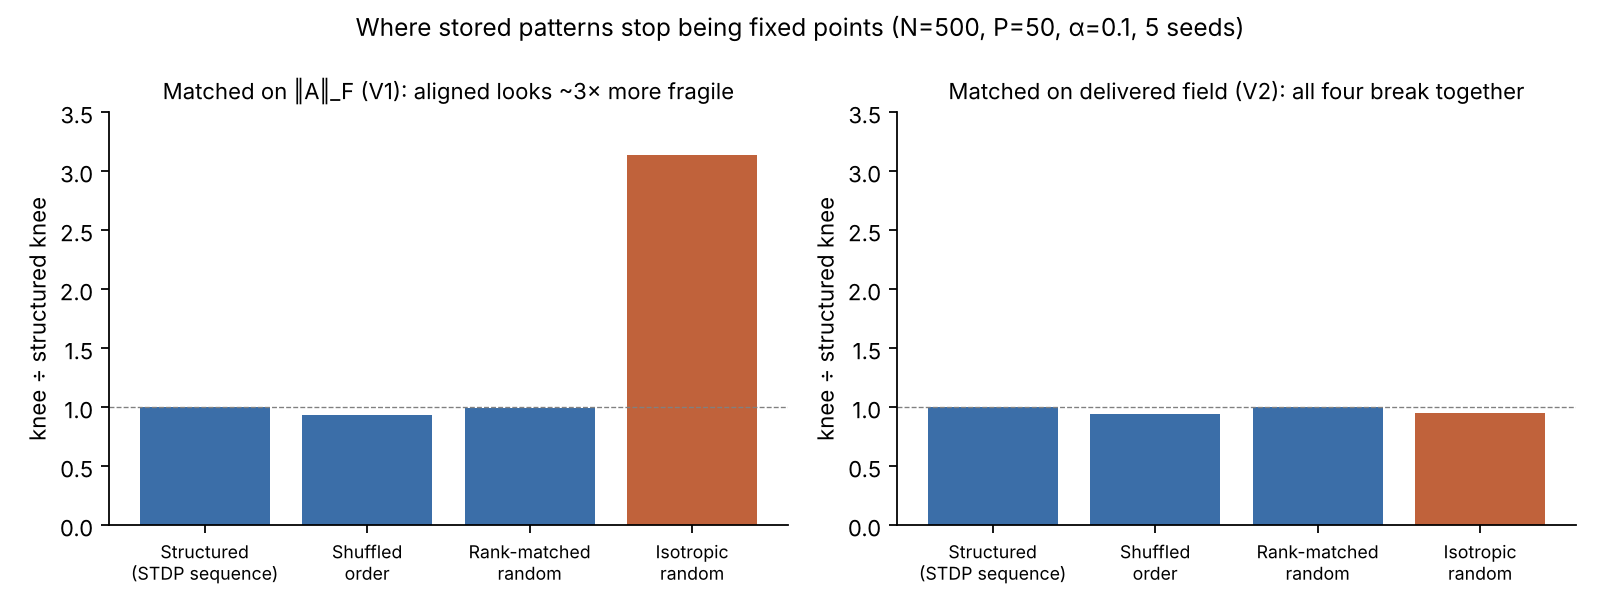 Where stored patterns stop being fixed points (N=500, P=50, α=0.1, 5 seeds)
Matched on ‖A‖_F (V1): aligned looks ~3× more fragile
knee ÷ structured knee
3.5
3.0
2.5
2.0
1.5
1.0
0.5
0.0
Structured
(STDP sequence)
Shuffled
order
Rank-matched
random
Isotropic
random
Matched on delivered field (V2): all four break together
knee ÷ structured knee
3.5
3.0
2.5
2.0
1.5
1.0
0.5
0.0
Structured
(STDP sequence)
Shuffled
order
Rank-matched
random
Isotropic
random